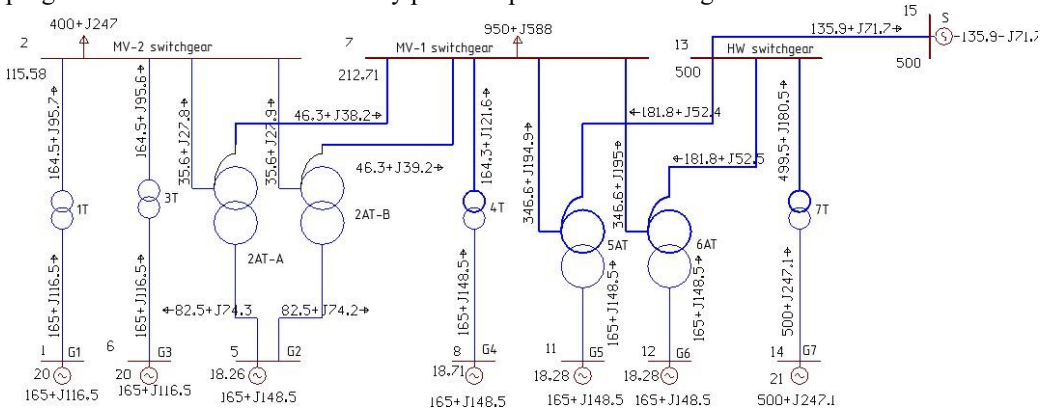 400+J247
950+J588
15 S
2 MV-2 switchgear
7 MV-1 switchgear
135.9+J71.7
-135.9-J71.7
13 HW switchgear
115.58
212.71
500
500
164.5+J95.7
164.5+J95.6
35.6+J27.8
35.6+J27.9
46.3+J38.2
46.3+J39.2
164.3+J121.6
346.6+J194.9
346.6+J195
181.8+J52.4
181.8+J52.5
499.5+J180.5
1T
3T
2AT-A
2AT-B
4T
5AT
6AT
7T
165+J116.5
165+J116.5
82.5+J74.3
82.5+J74.2
165+J148.5
165+J148.5
165+J148.5
500+J247.1
1 G1
6 G3
5 G2
8 G4
11 G5
12 G6
14 G7
20
20
18.26
18.71
18.28
18.28
21
165+J116.5
165+J116.5
165+J148.5
165+J148.5
165+J148.5
165+J148.5
500+J247.1